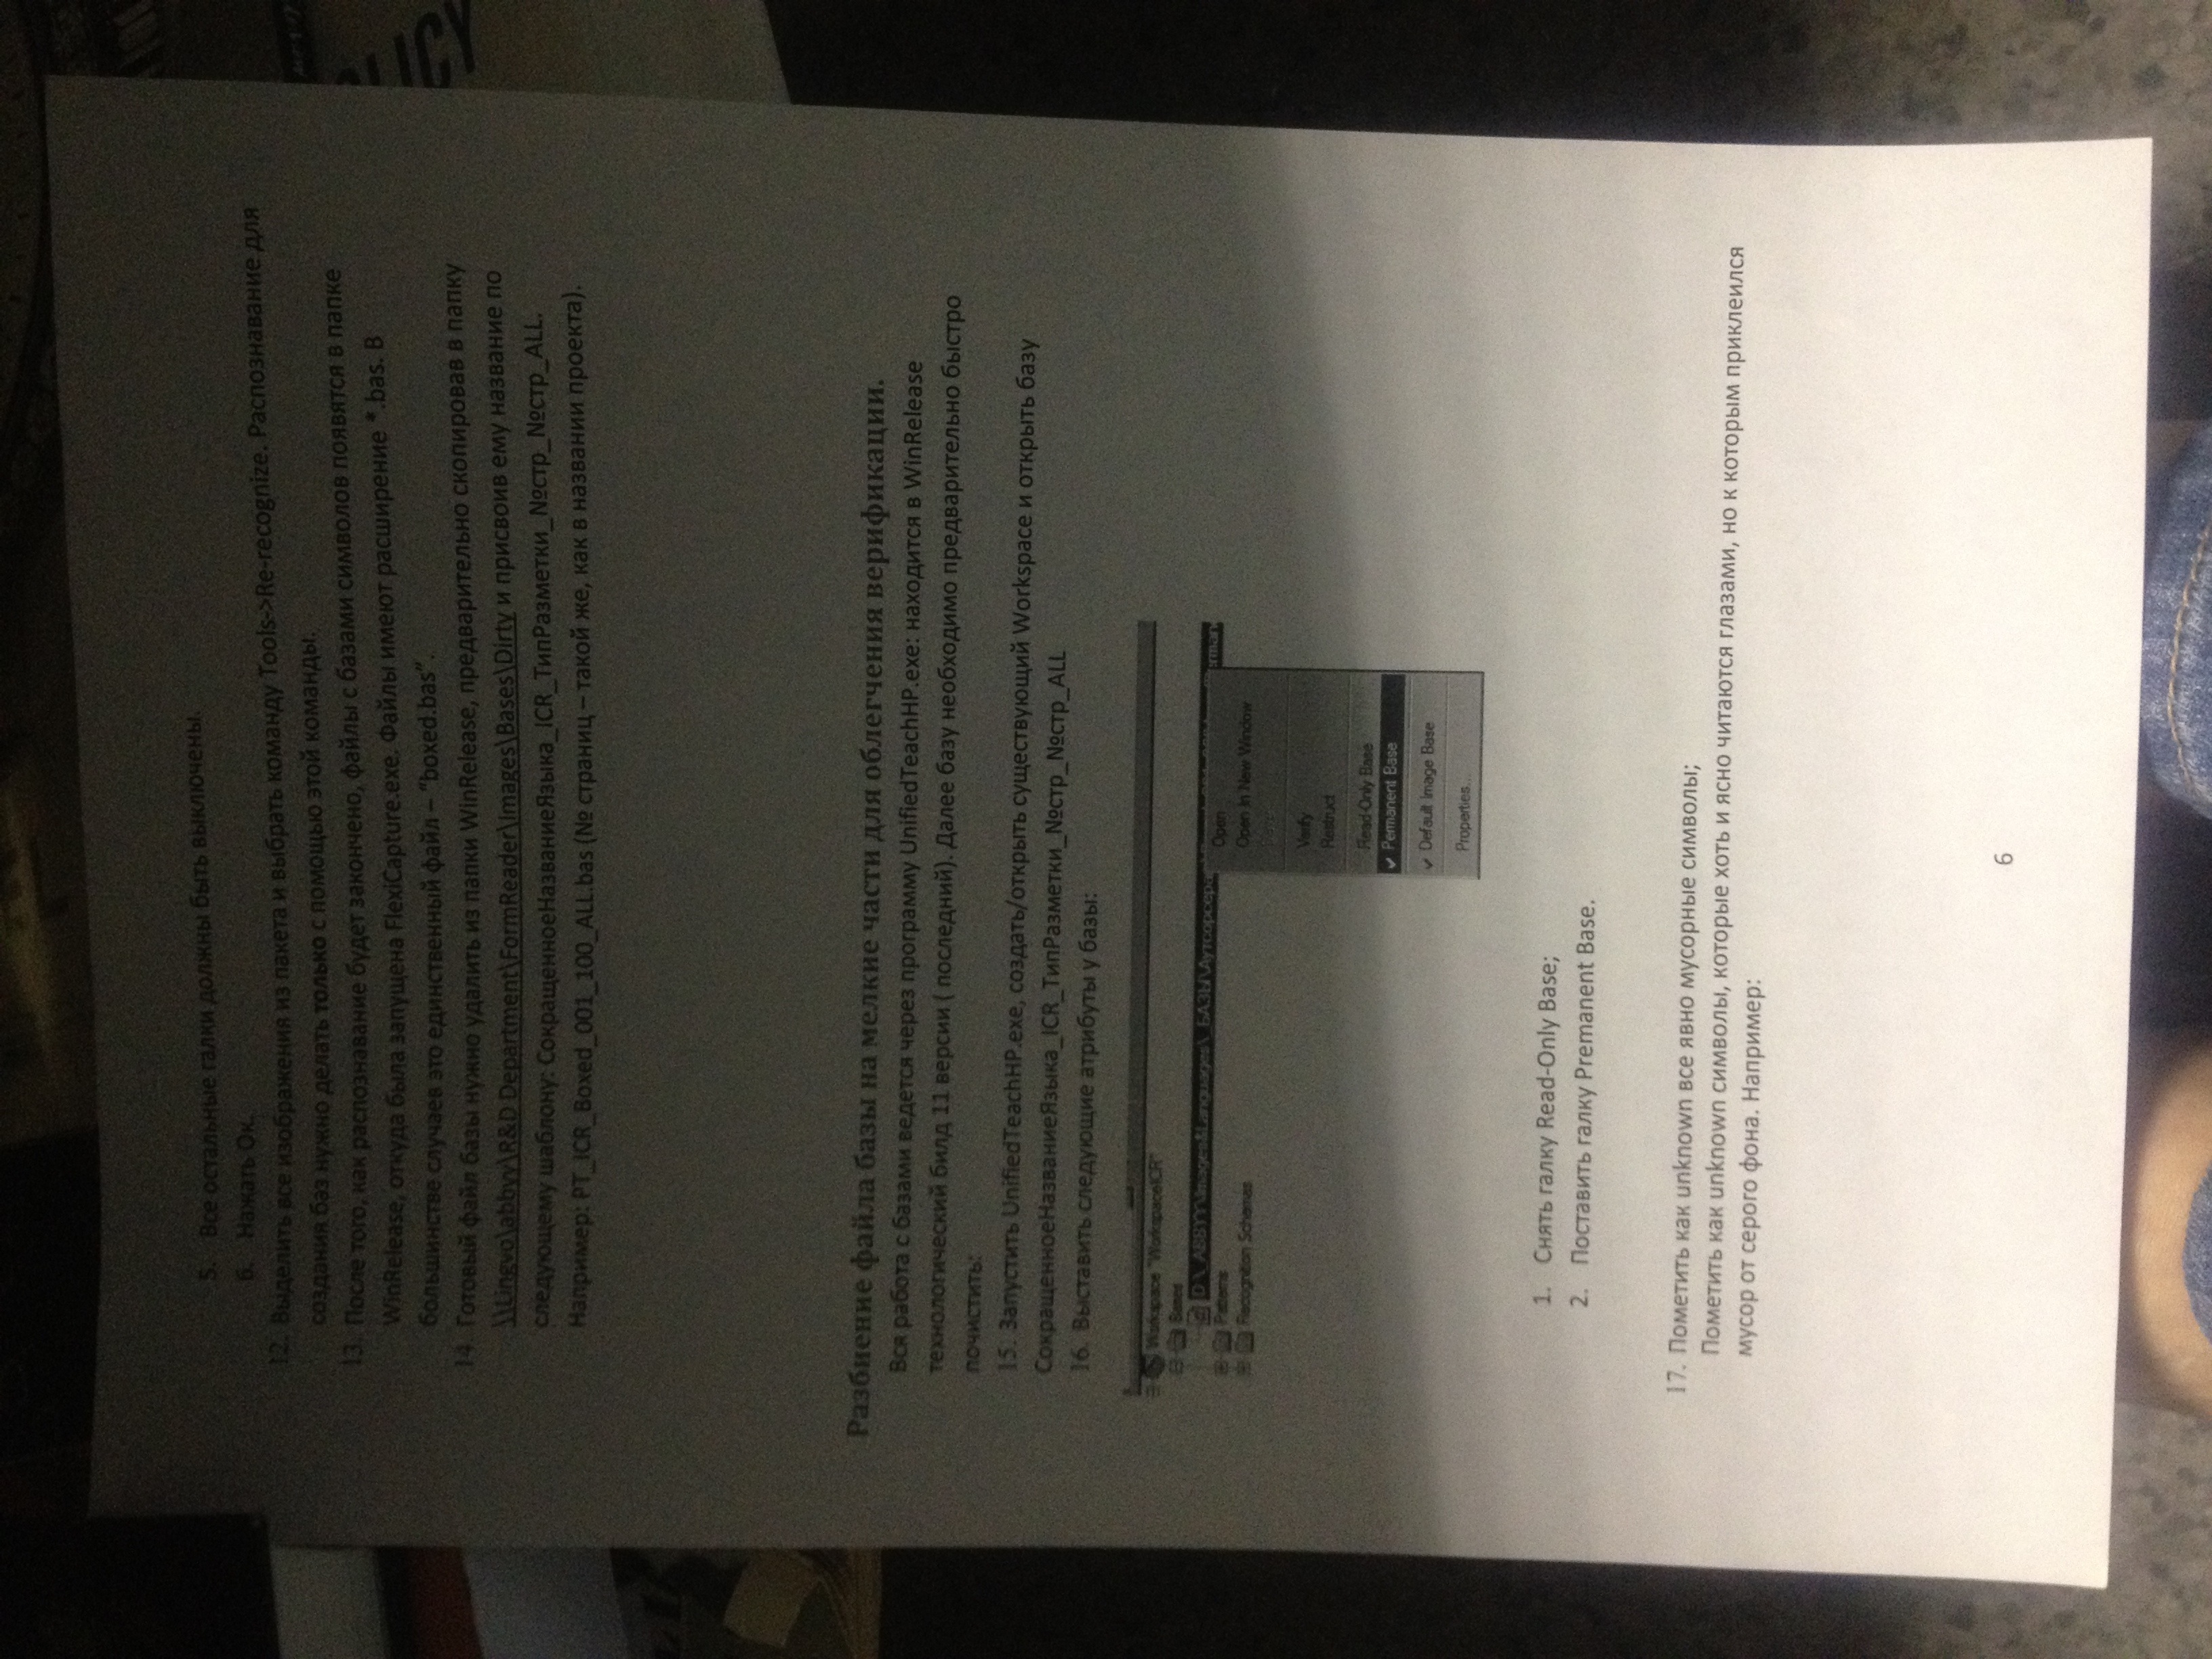 5. Все остальные галки должны быть выключены.
6. Нажать Ок.
12. Выделить все изображения из пакета и выбрать команду Tools->Re-recognize. Распознавание для
создания баз нужно делать только с помощью этой команды.
13. После того, как распознавание будет закончено, файлы с базами символов появятся в папке
WinRelease, откуда была запущена FlexiCapture.exe. Файлы имеют расширение *.bas. В
большинстве случаев это единственный файл – “boxed.bas”.
14. Готовый файл базы нужно удалить из папки WinRelease, предварительно скопировав в папку
\\Lingvo\abbyy\R&D Department\FormReader\Images\Bases\Dirty и присвоив ему название по
следующему шаблону: СокращенноеНазваниеЯзыка_ICR_ТипРазметки_№стр_№стр_ALL.
Например: PT_ICR_Boxed_001_100_ALL.bas (№ страниц – такой же, как в названии проекта).
Разбиение файла базы на мелкие части для облегчения верификации.
Вся работа с базами ведется через программу UnifiedTeachHP.exe: находится в WinRelease
технологический билд 11 версии ( последний). Далее базу необходимо предварительно быстро
почистить:
15. Запустить UnifiedTeachHP.exe, создать/открыть существующий Workspace и открыть базу
СокращенноеНазваниеЯзыка_ICR_ТипРазметки_№стр_№стр_ALL
16. Выставить следующие атрибуты у базы:
Workspace "WorkspaceICR"
Bases
D:\_ABBYY\Images&Languages\_БАЗЫ\Аутсорсера
Patterns
Recognition Schemas
Open
Open In New Window
Verify
Restruct
Read-Only Base
✓ Permanent Base
✓ Default Image Base
Properties...
1. Снять галку Read-Only Base;
2. Поставить галку Premanent Base.
17. Пометить как unknown все явно мусорные символы;
Пометить как unknown символы, которые хоть и ясно читаются глазами, но к которым приклеился
мусор от серого фона. Например:
6